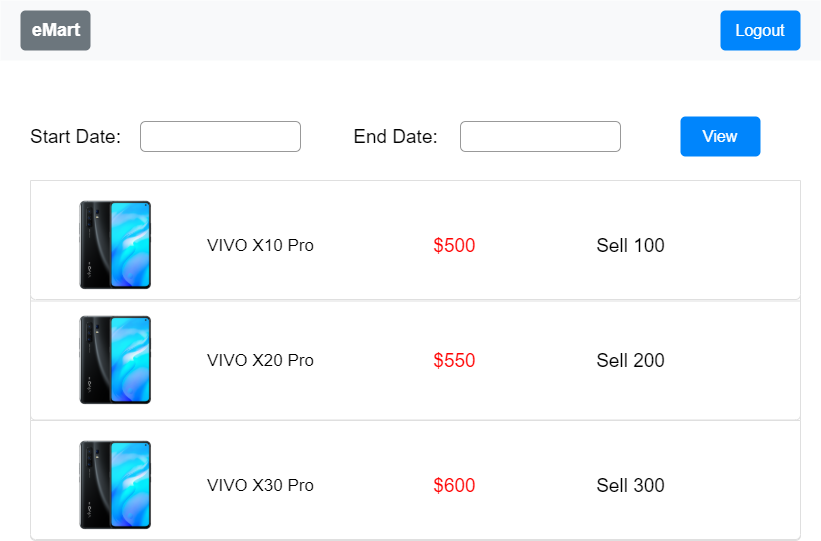 eMart Logout
Start Date: End Date: View
VIVO X10 Pro $500 Sell 100
VIVO X20 Pro $550 Sell 200
VIVO X30 Pro $600 Sell 300